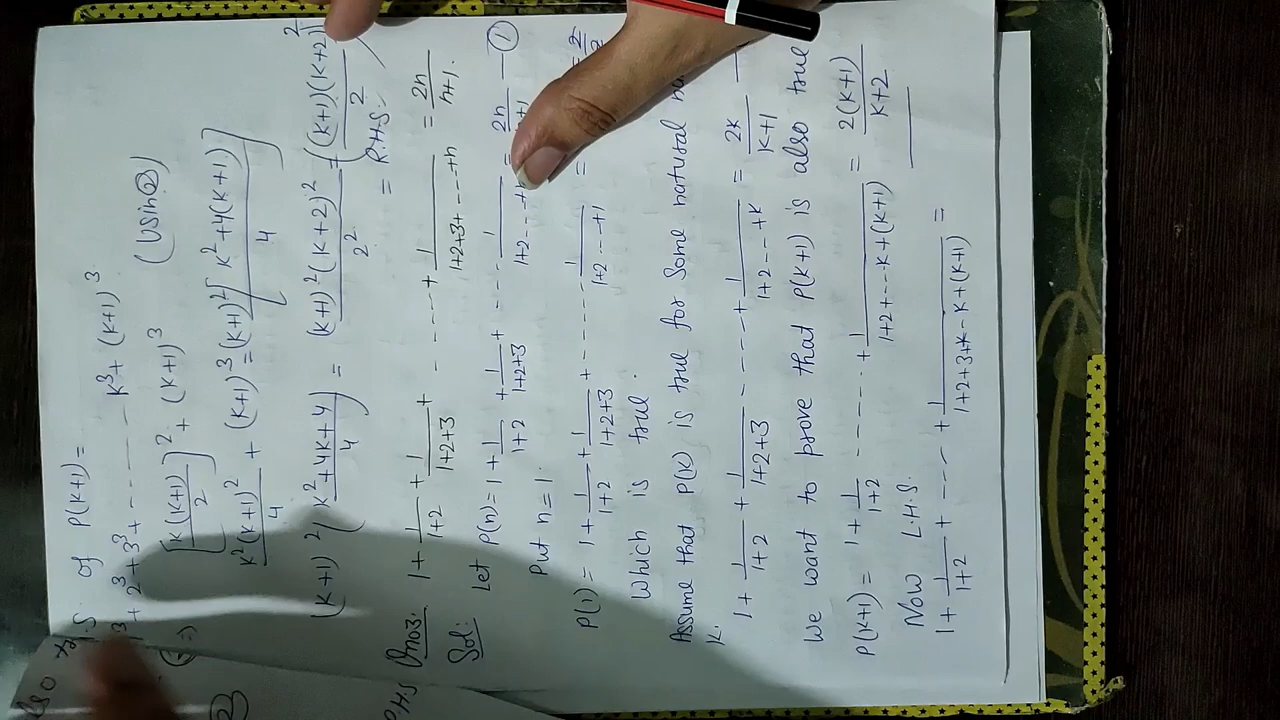 L.S of P(k+1) =
1³ + 2³ + 3³ + ----- k³ + (k+1)³
[k(k+1)/2]² + (k+1)³ (using ②)
k²(k+1)²/4 + (k+1)³ = (k+1)² [k²+4(k+1)/4]
(k+1)² (k²+4k+4/4) = (k+1)²(k+2)²/2² = ((k+1)(k+2)/2)²
= R.H.S.
Qno3: 1 + 1/1+2 + 1/1+2+3 + ----- + 1/1+2+3+---+n = 2n/n+1.
Sol: Let P(n) = 1 + 1/1+2 + 1/1+2+3 + --- 1/1+2---+n = 2n/n+1 — ①
Put n=1.
P(1) = 1 + 1/1+2 + 1/1+2+3 + ----- 1/1+2---+1 = = 2/2
Which is true.
Assume that P(k) is true for some natural
k.
1 + 1/1+2 + 1/1+2+3 ----- + 1/1+2---+k = 2k/k+1 —
We want to prove that P(k+1) is also true
P(k+1) = 1 + 1/1+2 ----- + 1/1+2+---k+(k+1) = 2(k+1)/k+2
Now L.H.S.
1 + 1/1+2 + --- + 1/1+2+3+k-k+(k+1) =
Also
RHS
②